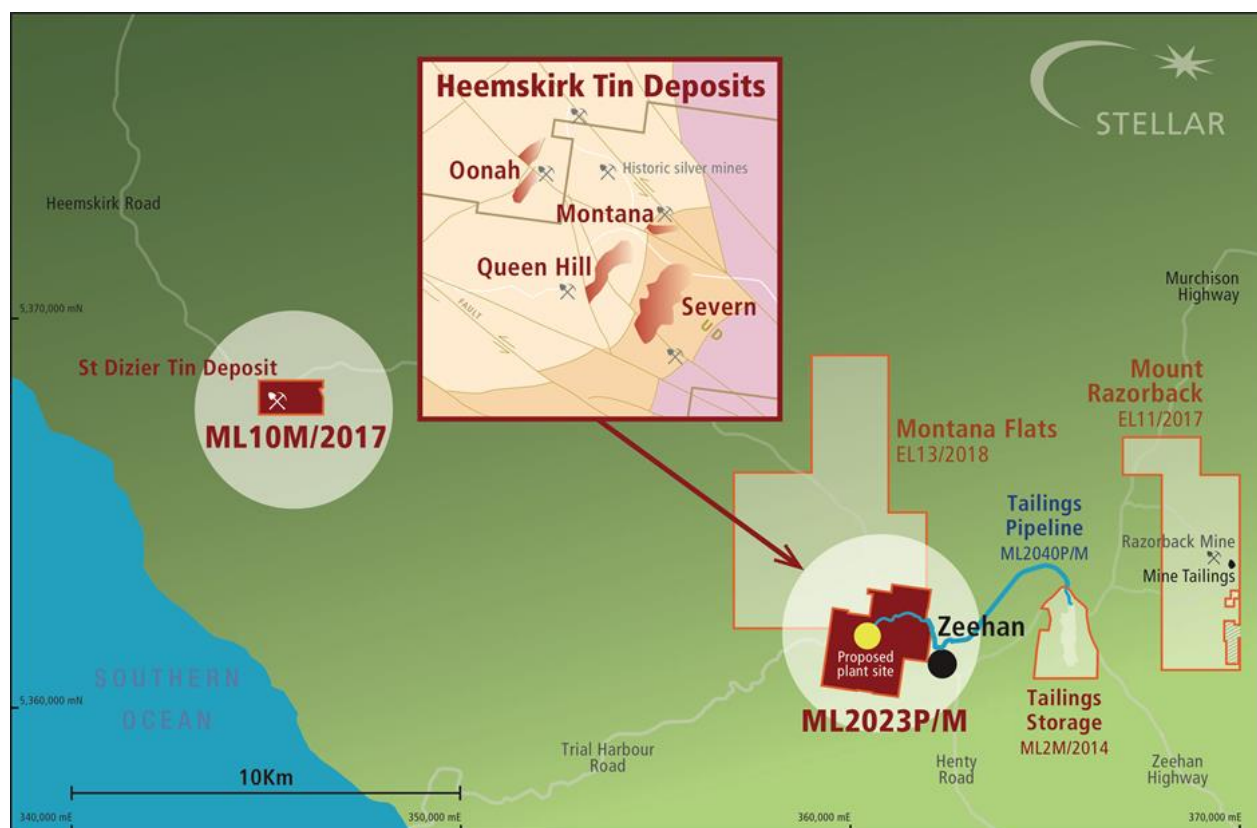 STELLAR
Heemskirk Tin Deposits
Oonah
Historic silver mines
Montana
Queen Hill
Severn
FAULT
U D
Heemskirk Road
5,370,000 mN
St Dizier Tin Deposit
ML10M/2017
Murchison
Highway
Mount
Razorback
EL11/2017
Montana Flats
EL13/2018
Tailings
Pipeline
ML2040P/M
Razorback Mine
Mine Tailings
Zeehan
Proposed
plant site
ML2023P/M
Tailings
Storage
ML2M/2014
SOUTHERN
OCEAN
5,360,000 mN
Trial Harbour
Road
Henty
Road
Zeehan
Highway
10Km
340,000 mE
350,000 mE
360,000 mE
370,000 mE